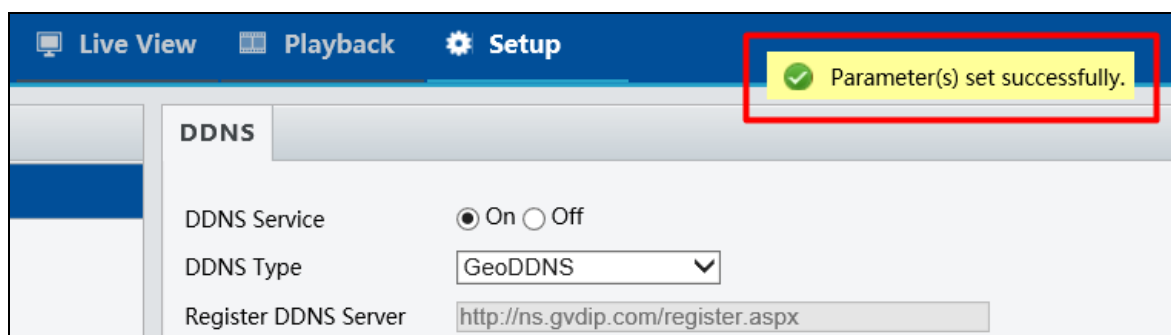 Live View Playback Setup
Parameter(s) set successfully.
DDNS
DDNS Service On Off
DDNS Type GeoDDNS
Register DDNS Server http://ns.gvdip.com/register.aspx